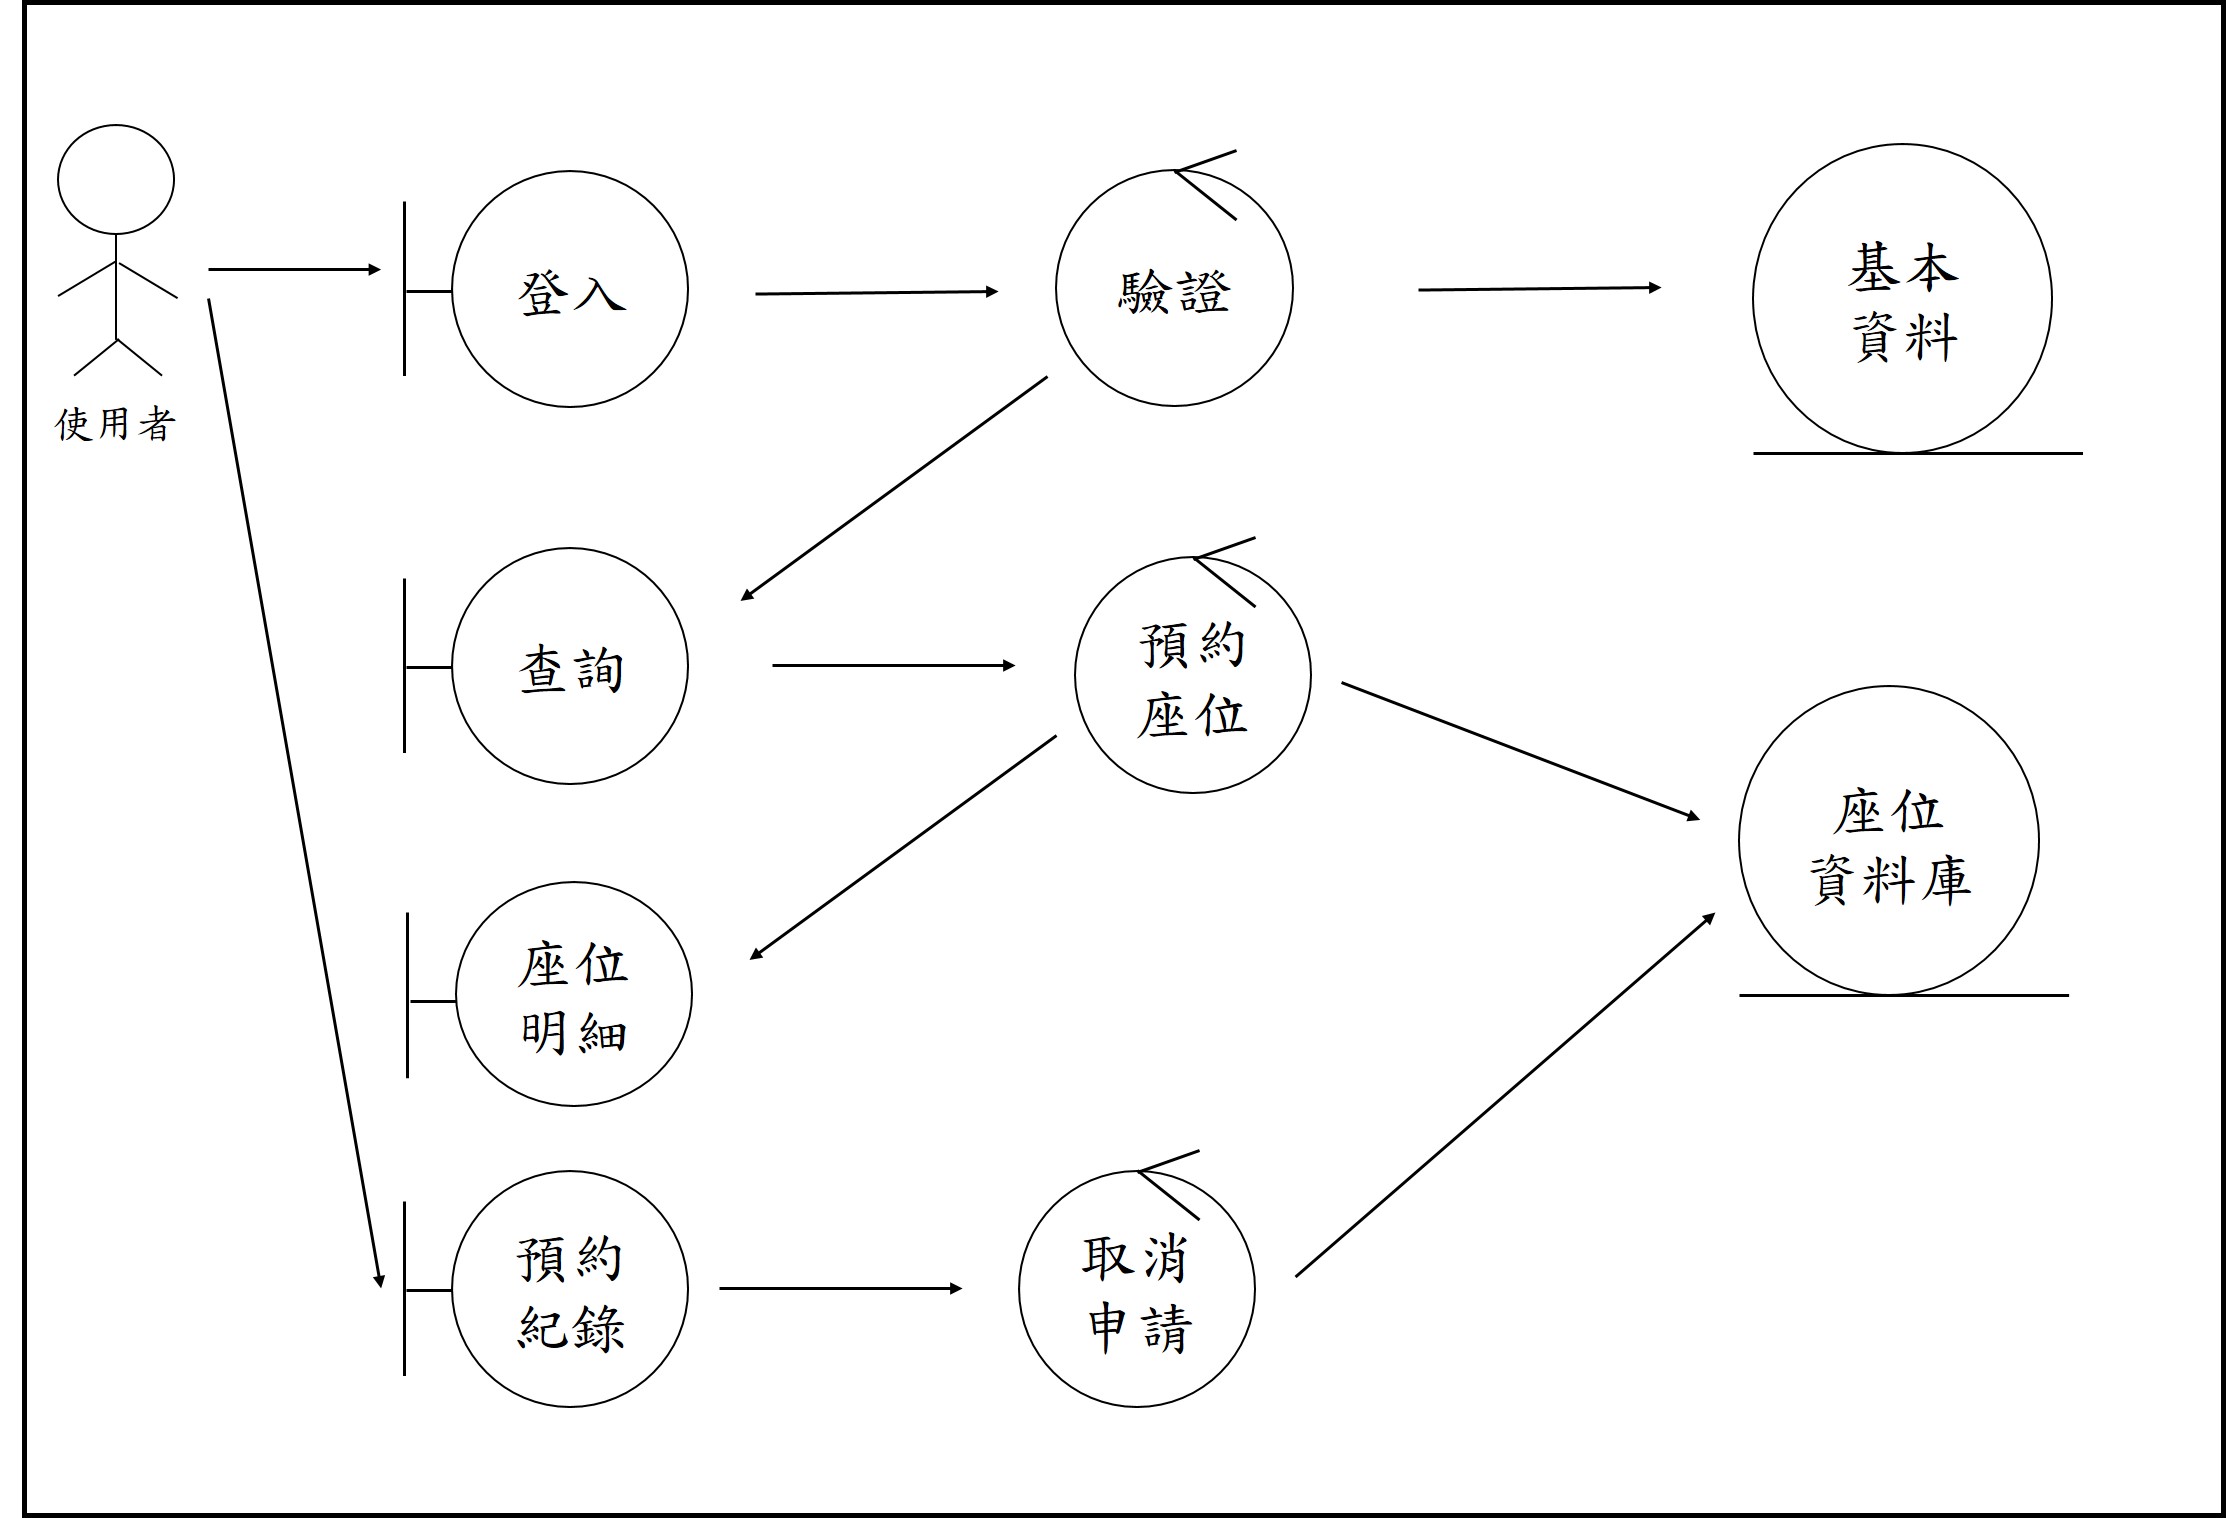 使用者
登入
驗證
基本
資料
查詢
預約
座位
座位
資料庫
座位
明細
預約
紀錄
取消
申請